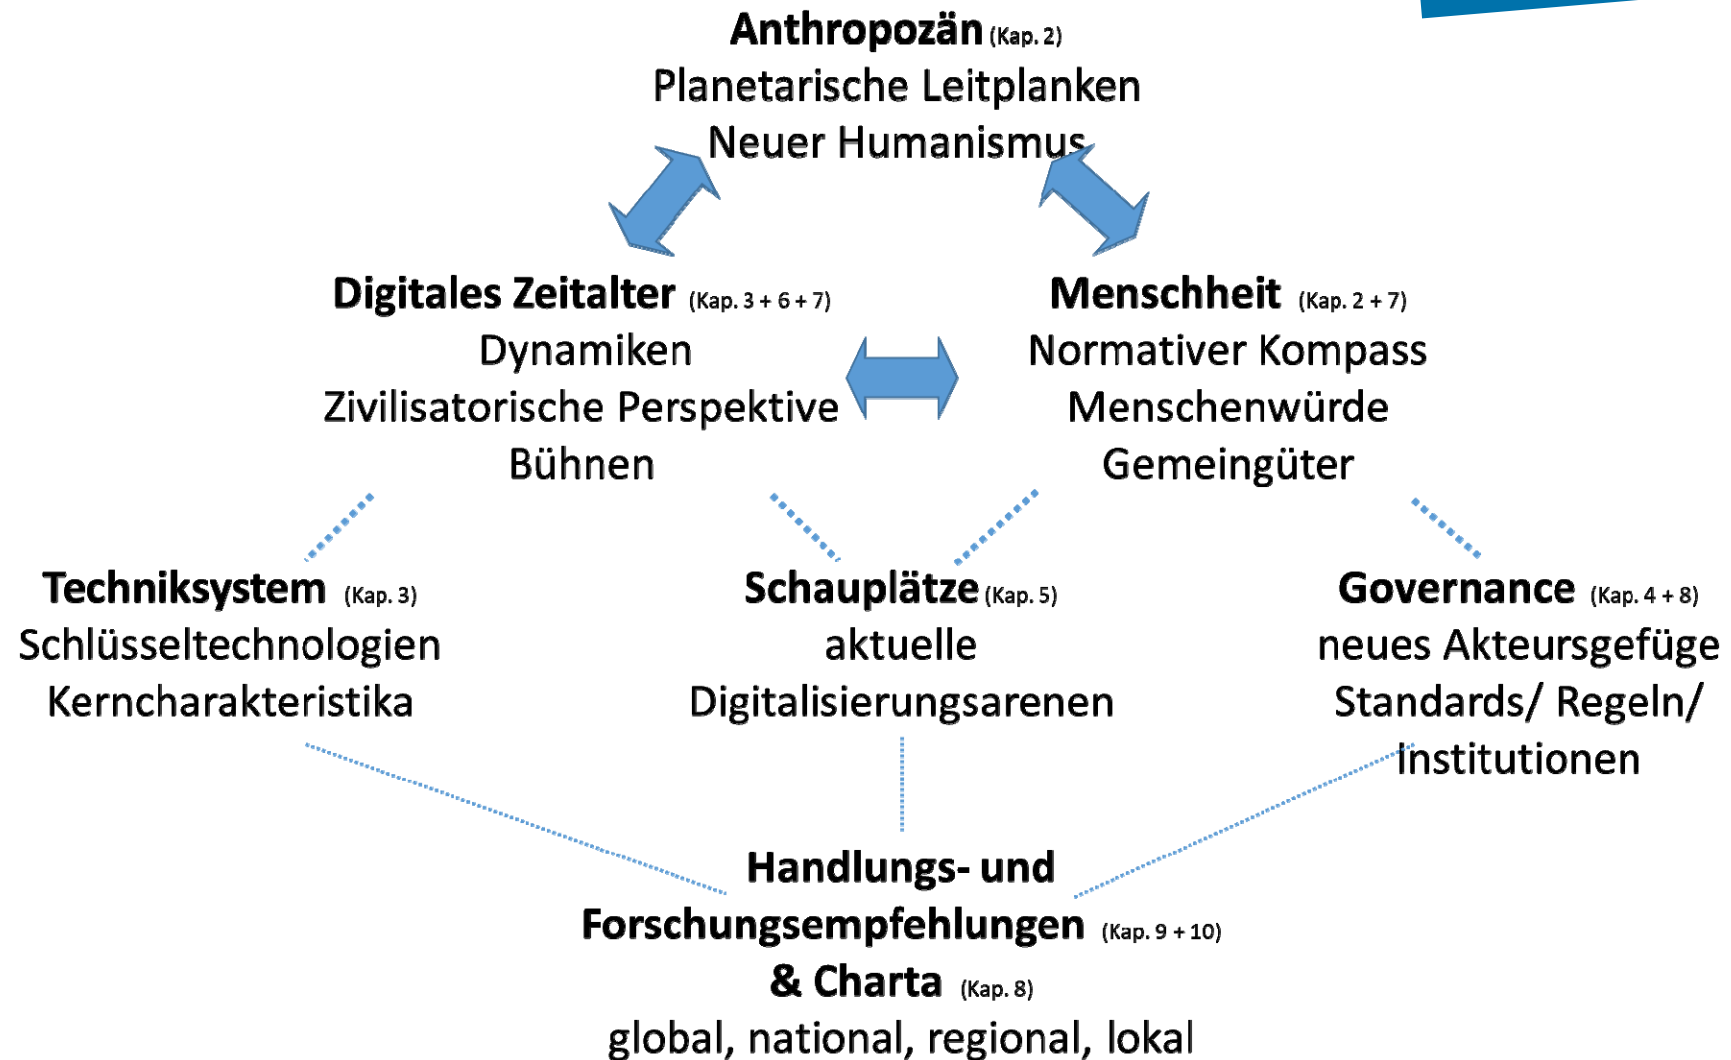 Anthropozän (Kap. 2)
Planetarische Leitplanken
Neuer Humanismus
Digitales Zeitalter (Kap. 3 + 6 + 7)
Dynamiken
Zivilisatorische Perspektive
Bühnen
Menschheit (Kap. 2 + 7)
Normativer Kompass
Menschenwürde
Gemeingüter
Techniksystem (Kap. 3)
Schlüsseltechnologien
Kerncharakteristika
Schauplätze (Kap. 5)
aktuelle
Digitalisierungsarenen
Governance (Kap. 4 + 8)
neues Akteursgefüge
Standards/ Regeln/
Institutionen
Handlungs- und
Forschungsempfehlungen (Kap. 9 + 10)
& Charta (Kap. 8)
global, national, regional, lokal